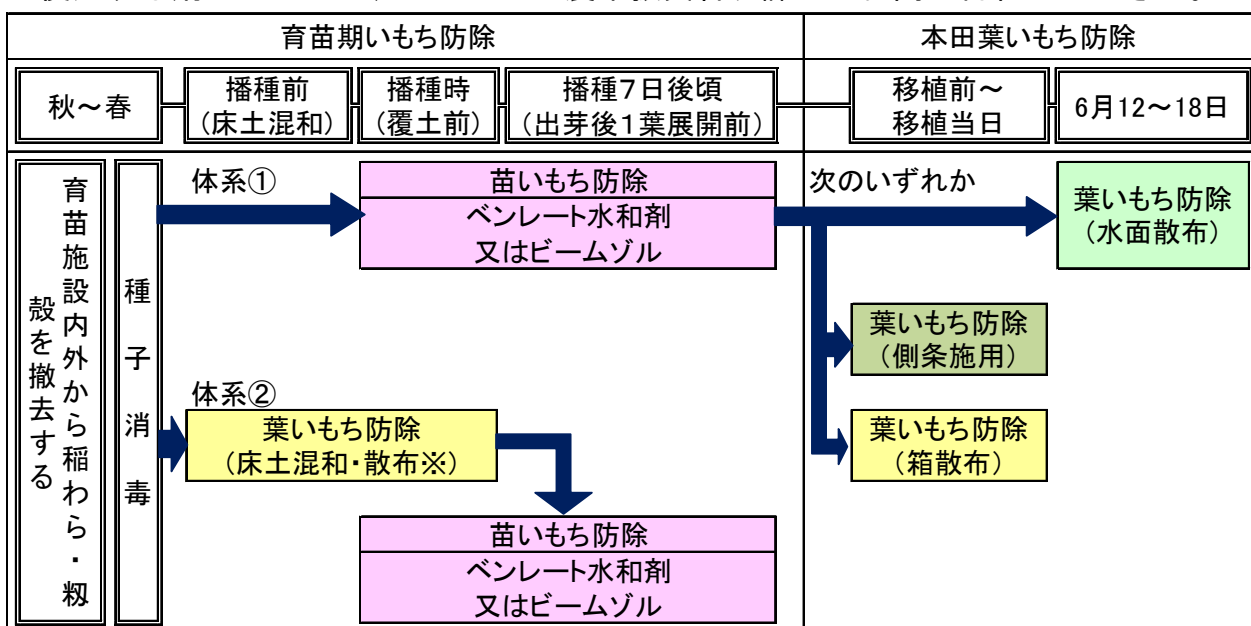 育苗期いもち防除
本田葉いもち防除
秋～春
播種前
（床土混和）
播種時
（覆土前）
播種７日後頃
（出芽後１葉展開前）
移植前～
移植当日
6月12～18日
育苗施設内外から稲わら・籾
殻を撤去する
種子消毒
体系①
苗いもち防除
ベンレート水和剤
又はビームゾル
次のいずれか
葉いもち防除
（水面散布）
葉いもち防除
（側条施用）
葉いもち防除
（箱散布）
体系②
葉いもち防除
（床土混和・散布※）
苗いもち防除
ベンレート水和剤
又はビームゾル